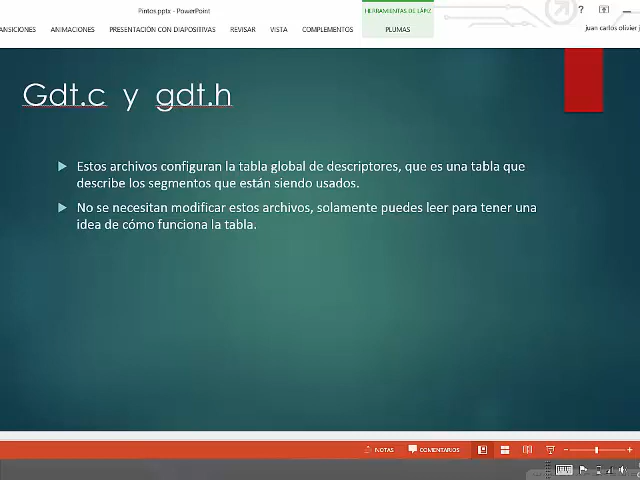 Pintos.pptx - PowerPoint
HERRAMIENTAS DE LÁPIZ
?
ANSICIONES ANIMACIONES PRESENTACIÓN CON DIAPOSITIVAS REVISAR VISTA COMPLEMENTOS PLUMAS
juan carlos olivier j
Gdt.c y gdt.h
Estos archivos configuran la tabla global de descriptores, que es una tabla que
describe los segmentos que están siendo usados.
No se necesitan modificar estos archivos, solamente puedes leer para tener una
idea de cómo funciona la tabla.
NOTAS COMENTARIOS